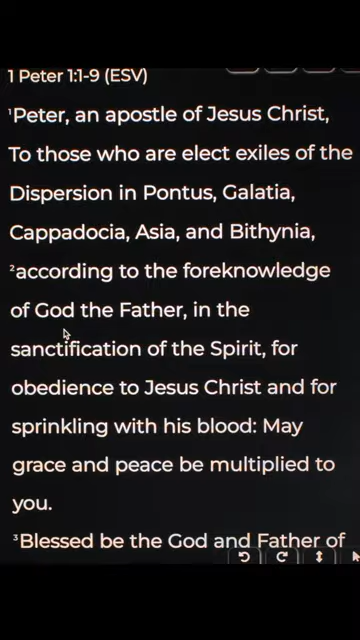 1 Peter 1:1-9 (ESV)
¹Peter, an apostle of Jesus Christ,
To those who are elect exiles of the
Dispersion in Pontus, Galatia,
Cappadocia, Asia, and Bithynia,
²according to the foreknowledge
of God the Father, in the
sanctification of the Spirit, for
obedience to Jesus Christ and for
sprinkling with his blood: May
grace and peace be multiplied to
you.
³Blessed be the God and Father of